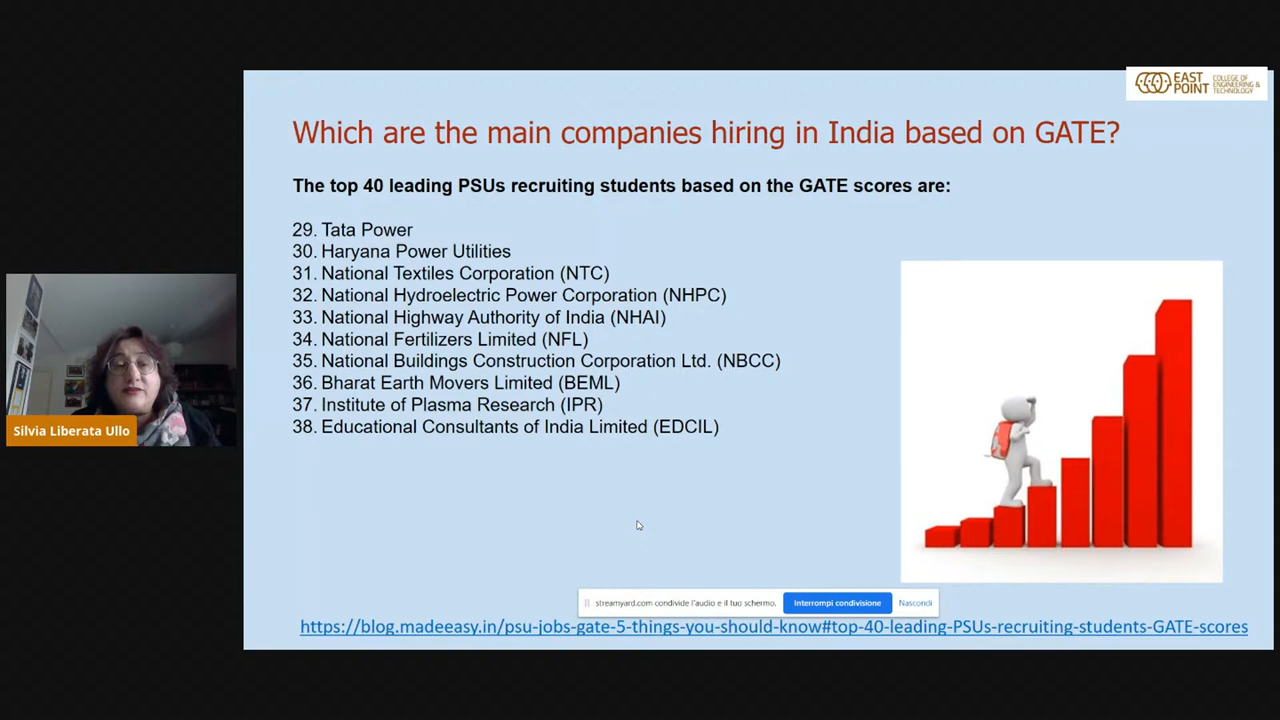 EAST
POINT
COLLEGE OF
ENGINEERING &
TECHNOLOGY
Which are the main companies hiring in India based on GATE?
The top 40 leading PSUs recruiting students based on the GATE scores are:
29. Tata Power
30. Haryana Power Utilities
31. National Textiles Corporation (NTC)
32. National Hydroelectric Power Corporation (NHPC)
33. National Highway Authority of India (NHAI)
34. National Fertilizers Limited (NFL)
35. National Buildings Construction Corporation Ltd. (NBCC)
36. Bharat Earth Movers Limited (BEML)
37. Institute of Plasma Research (IPR)
38. Educational Consultants of India Limited (EDCIL)
Silvia Liberata Ullo
streamyard.com condivide l'audio e il tuo schermo. Interrompi condivisione Nascondi
https://blog.madeeasy.in/psu-jobs-gate-5-things-you-should-know#top-40-leading-PSUs-recruiting-students-GATE-scores